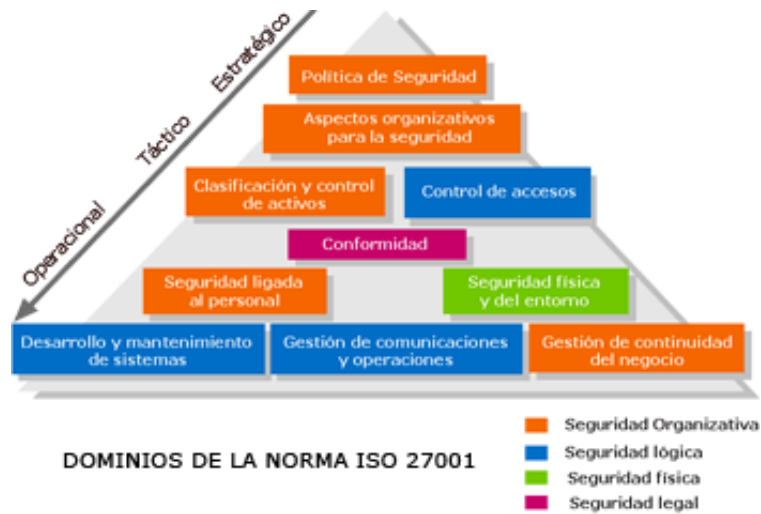 Estratégico
Táctico
Operacional
Política de Seguridad
Aspectos organizativos
para la seguridad
Clasificación y control
de activos
Control de accesos
Conformidad
Seguridad ligada
al personal
Seguridad física
y del entorno
Desarrollo y mantenimiento
de sistemas
Gestión de comunicaciones
y operaciones
Gestión de continuidad
del negocio
Seguridad Organizativa
Seguridad lógica
Seguridad física
Seguridad legal
DOMINIOS DE LA NORMA ISO 27001